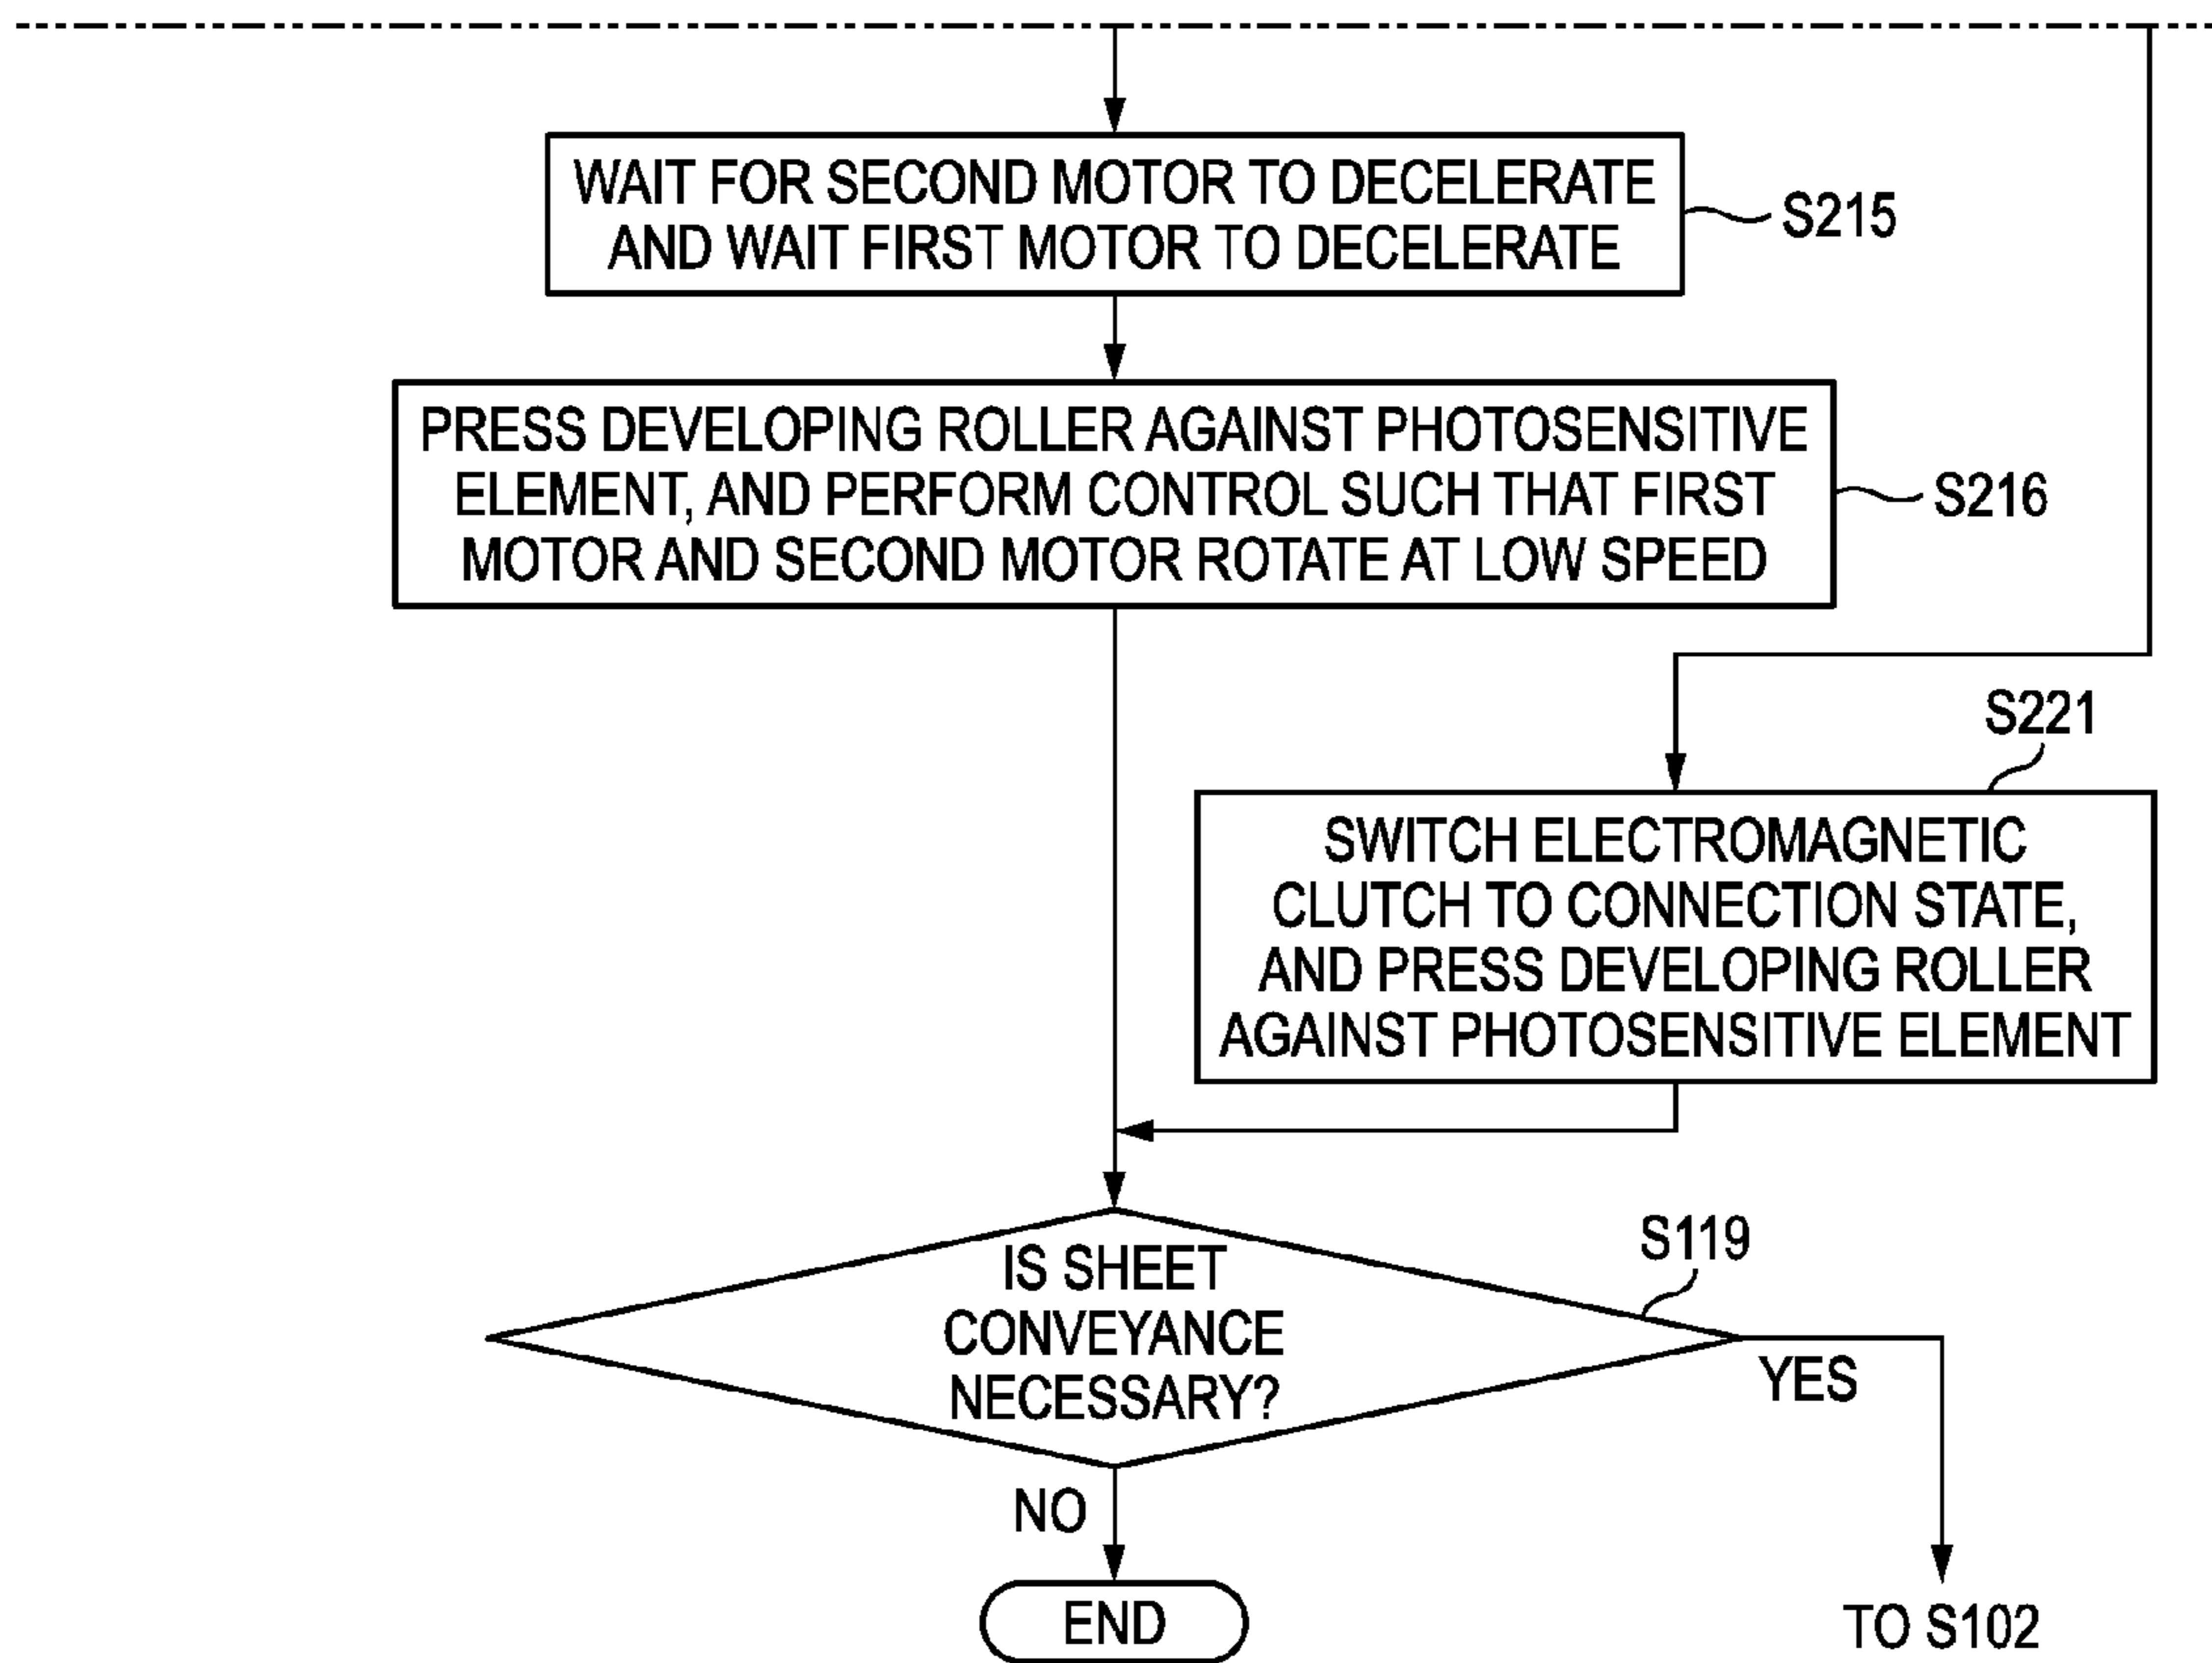 WAIT FOR SECOND MOTOR TO DECELERATE
AND WAIT FIRST MOTOR TO DECELERATE
S215
PRESS DEVELOPING ROLLER AGAINST PHOTOSENSITIVE
ELEMENT, AND PERFORM CONTROL SUCH THAT FIRST
MOTOR AND SECOND MOTOR ROTATE AT LOW SPEED
S216
S221
SWITCH ELECTROMAGNETIC
CLUTCH TO CONNECTION STATE,
AND PRESS DEVELOPING ROLLER
AGAINST PHOTOSENSITIVE ELEMENT
S119
IS SHEET
CONVEYANCE
NECESSARY?
YES
NO
END
TO S102